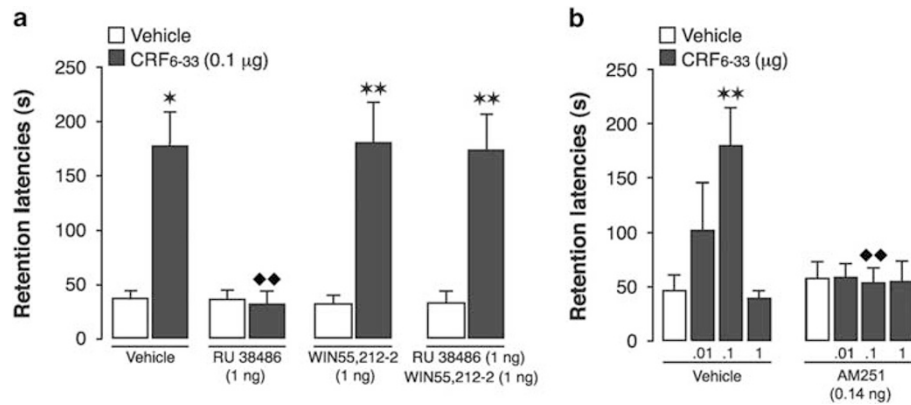 a
Vehicle
CRF6-33 (0.1 µg)
Retention latencies (s)
250
200
150
100
50
0
*
◆◆
**
**
Vehicle
RU 38486
(1 ng)
WIN55,212-2
(1 ng)
RU 38486 (1 ng)
WIN55,212-2 (1 ng)
b
Vehicle
CRF6-33 (µg)
Retention latencies (s)
250
200
150
100
50
0
**
◆◆
.01 .1 1
.01 .1 1
Vehicle
AM251
(0.14 ng)